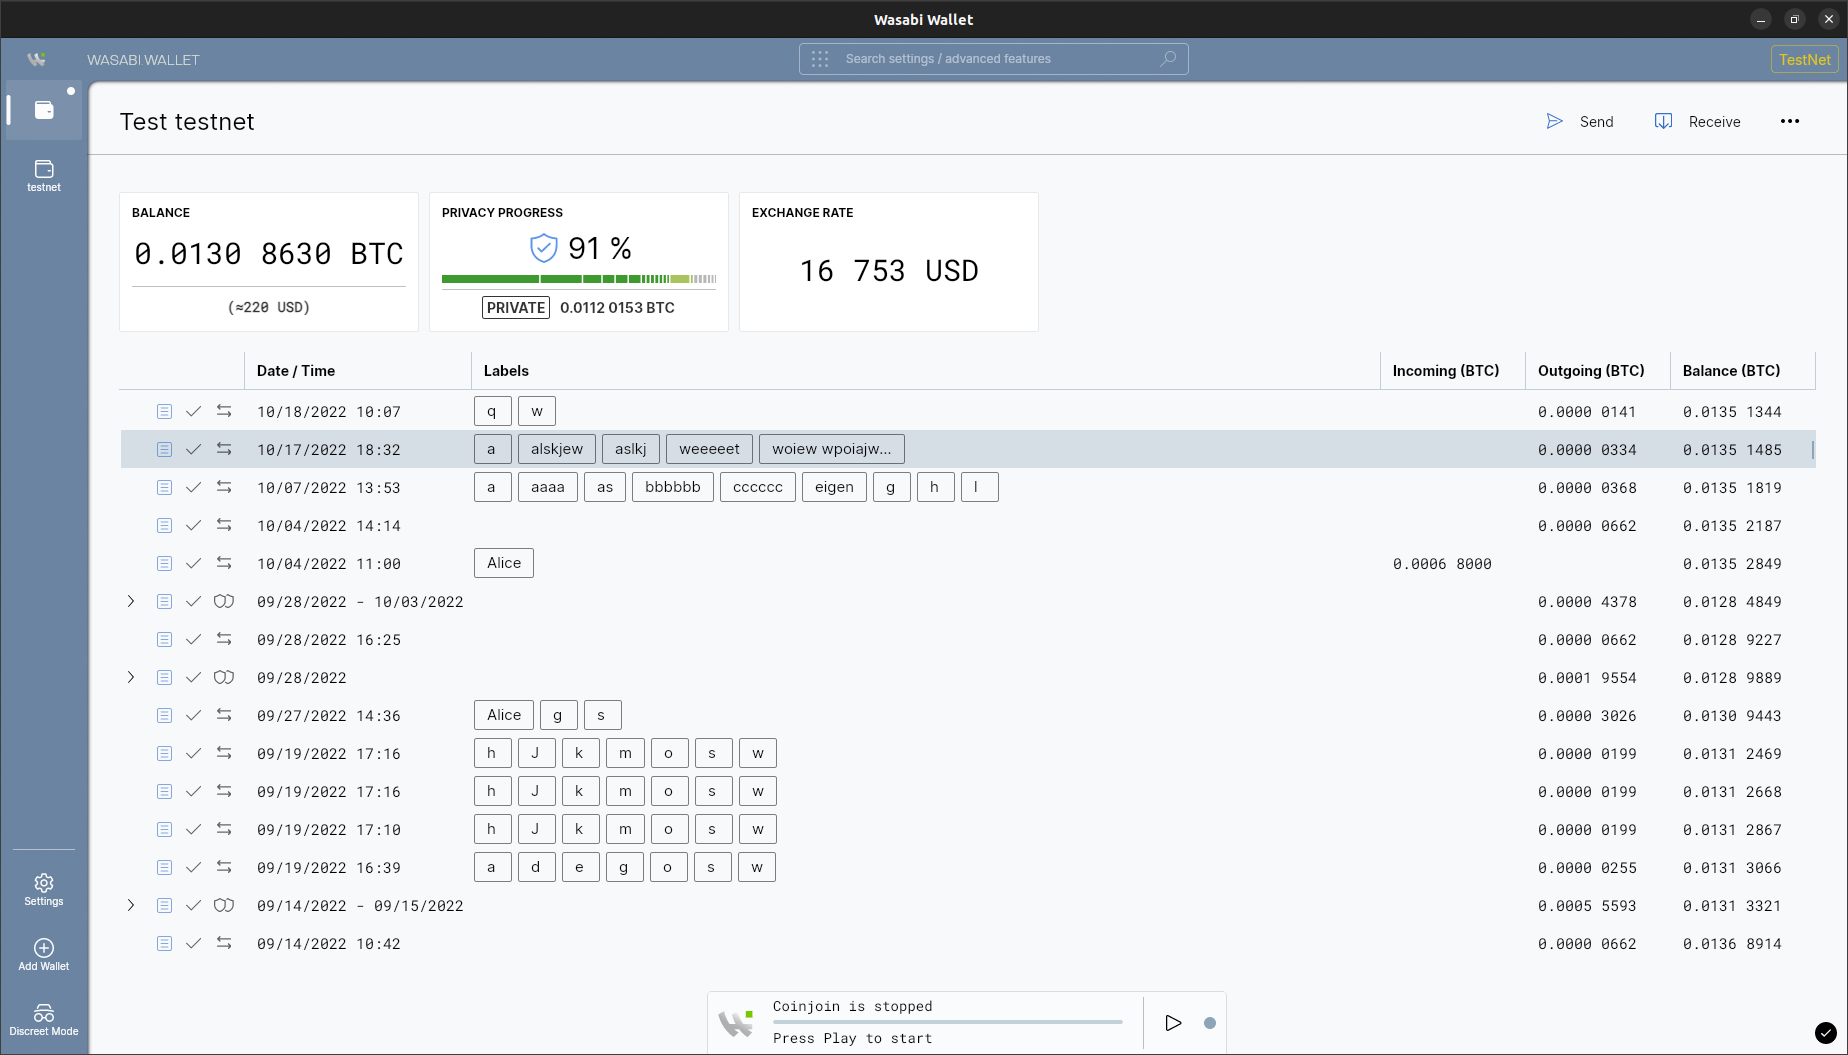 Wasabi Wallet
WASABI WALLET
Search settings / advanced features
TestNet
testnet
Settings
Add Wallet
Discreet Mode
Test testnet
Send
Receive
BALANCE
0.0130 8630 BTC
(≈220 USD)
PRIVACY PROGRESS
91 %
PRIVATE 0.0112 0153 BTC
EXCHANGE RATE
16 753 USD
Date / Time Labels Incoming (BTC) Outgoing (BTC) Balance (BTC)
10/18/2022 10:07 q w 0.0000 0141 0.0135 1344
10/17/2022 18:32 a alskjew aslkj weeeeet woiew wpoiajw... 0.0000 0334 0.0135 1485
10/07/2022 13:53 a aaaa as bbbbbb cccccc eigen g h l 0.0000 0368 0.0135 1819
10/04/2022 14:14 0.0000 0662 0.0135 2187
10/04/2022 11:00 Alice 0.0006 8000 0.0135 2849
09/28/2022 - 10/03/2022 0.0000 4378 0.0128 4849
09/28/2022 16:25 0.0000 0662 0.0128 9227
09/28/2022 0.0001 9554 0.0128 9889
09/27/2022 14:36 Alice g s 0.0000 3026 0.0130 9443
09/19/2022 17:16 h J k m o s w 0.0000 0199 0.0131 2469
09/19/2022 17:16 h J k m o s w 0.0000 0199 0.0131 2668
09/19/2022 17:10 h J k m o s w 0.0000 0199 0.0131 2867
09/19/2022 16:39 a d e g o s w 0.0000 0255 0.0131 3066
09/14/2022 - 09/15/2022 0.0005 5593 0.0131 3321
09/14/2022 10:42 0.0000 0662 0.0136 8914
Coinjoin is stopped
Press Play to start